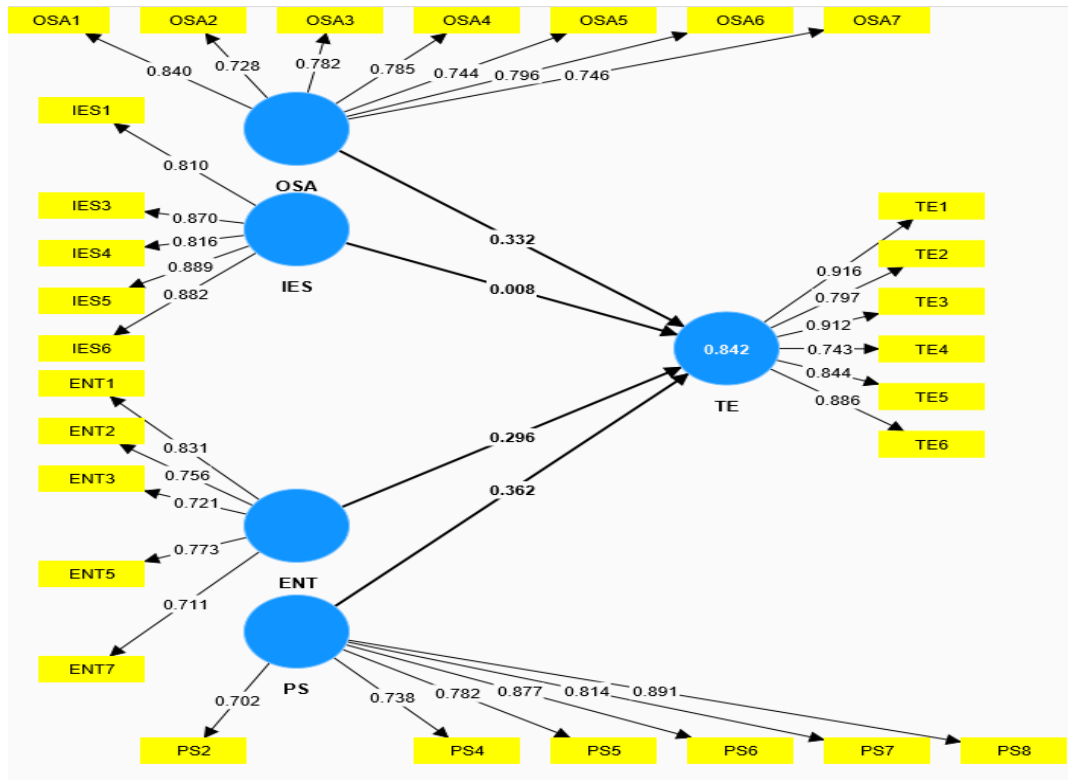 OSA1 OSA2 OSA3 OSA4 OSA5 OSA6 OSA7
0.840 0.728 0.782 0.785 0.744 0.796 0.746
IES1
0.810
OSA
IES3
0.870
IES4
0.816
0.889
IES5
0.882
IES6
IES
0.332
0.008
TE1
0.916
TE2
0.797
TE3
0.912
0.842
0.743
TE4
0.844
TE5
0.886
TE
TE6
ENT1
0.831
ENT2
0.756
ENT3
0.721
0.773
ENT5
0.711
ENT7
ENT
0.296
0.362
PS
0.702 0.738 0.782 0.877 0.814 0.891
PS2 PS4 PS5 PS6 PS7 PS8